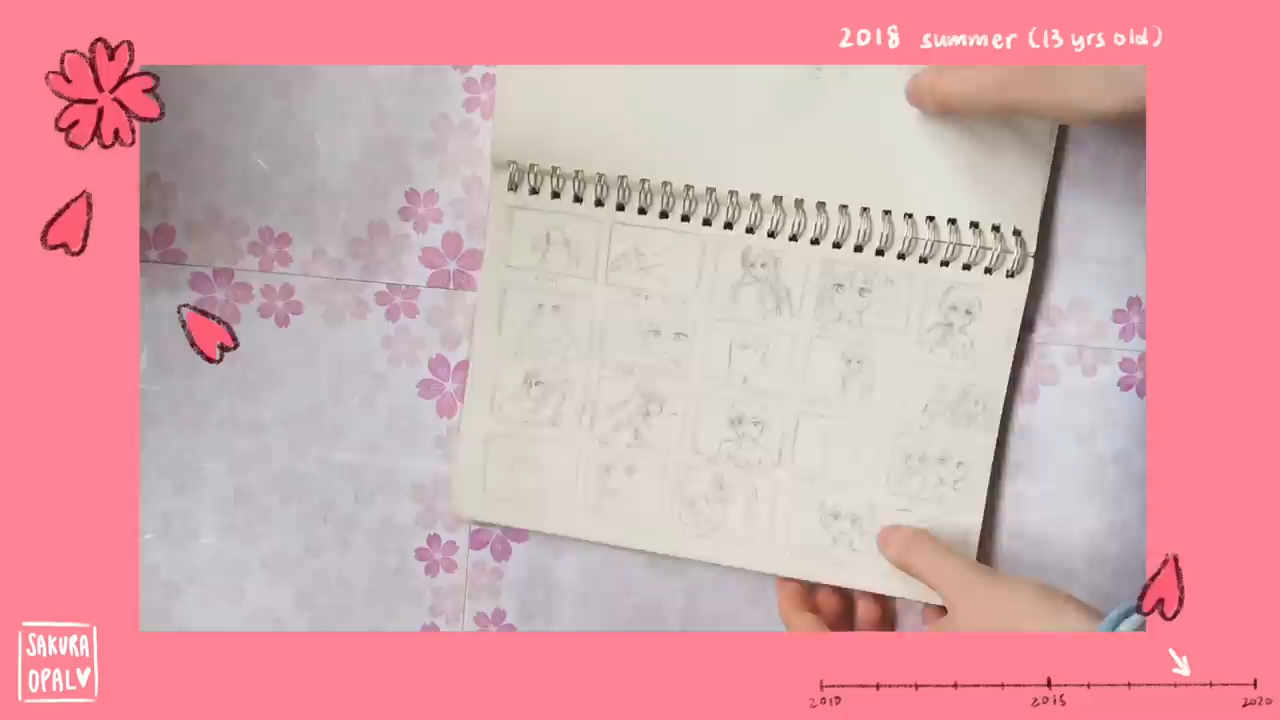 2018 summer (13 yrs old)
SAKURA
OPAL♥
2010
2015
2020